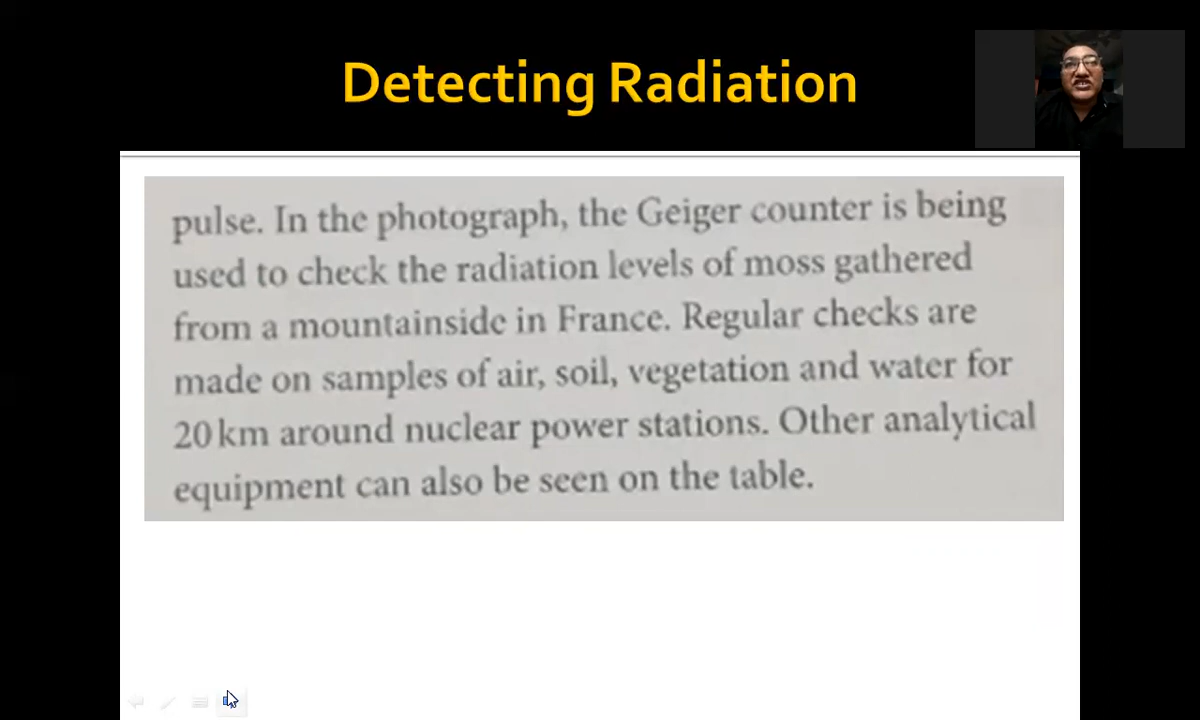 Detecting Radiation
pulse. In the photograph, the Geiger counter is being
used to check the radiation levels of moss gathered
from a mountainside in France. Regular checks are
made on samples of air, soil, vegetation and water for
20 km around nuclear power stations. Other analytical
equipment can also be seen on the table.